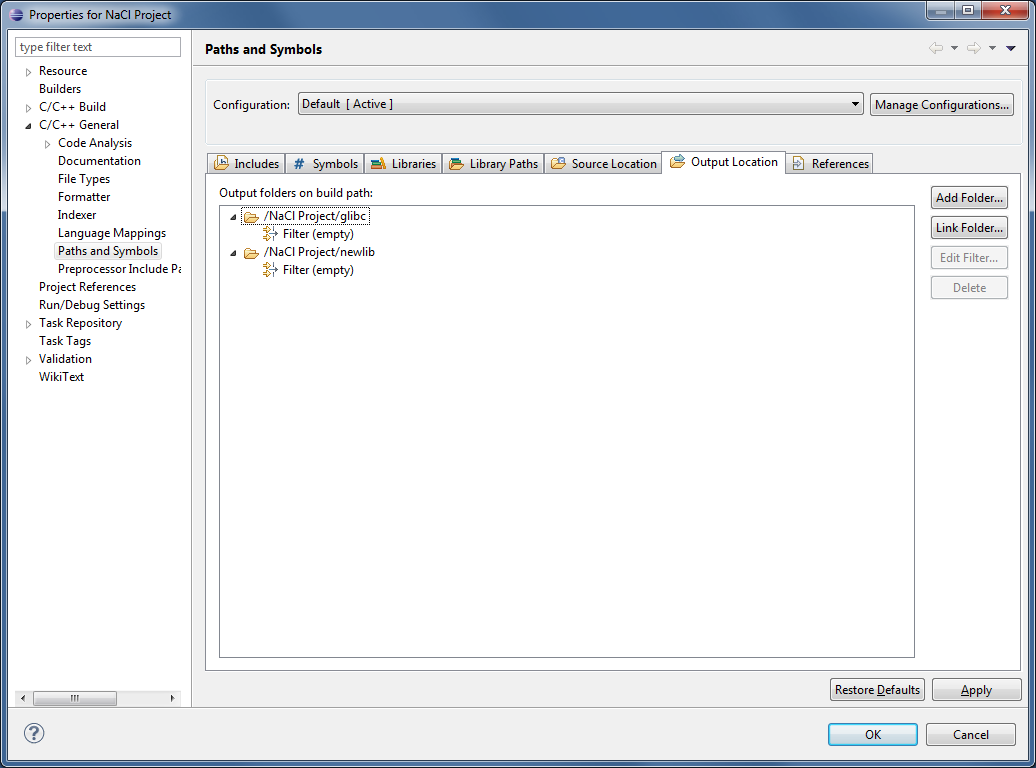 Properties for NaCl Project
type filter text
Resource
Builders
C/C++ Build
C/C++ General
Code Analysis
Documentation
File Types
Formatter
Indexer
Language Mappings
Paths and Symbols
Preprocessor Include Pa
Project References
Run/Debug Settings
Task Repository
Task Tags
Validation
WikiText
Paths and Symbols
Configuration: Default [ Active ] Manage Configurations...
Includes # Symbols Libraries Library Paths Source Location Output Location References
Output folders on build path:
/NaCl Project/glibc
Filter (empty)
/NaCl Project/newlib
Filter (empty)
Add Folder...
Link Folder...
Edit Filter...
Delete
Restore Defaults Apply
? OK Cancel